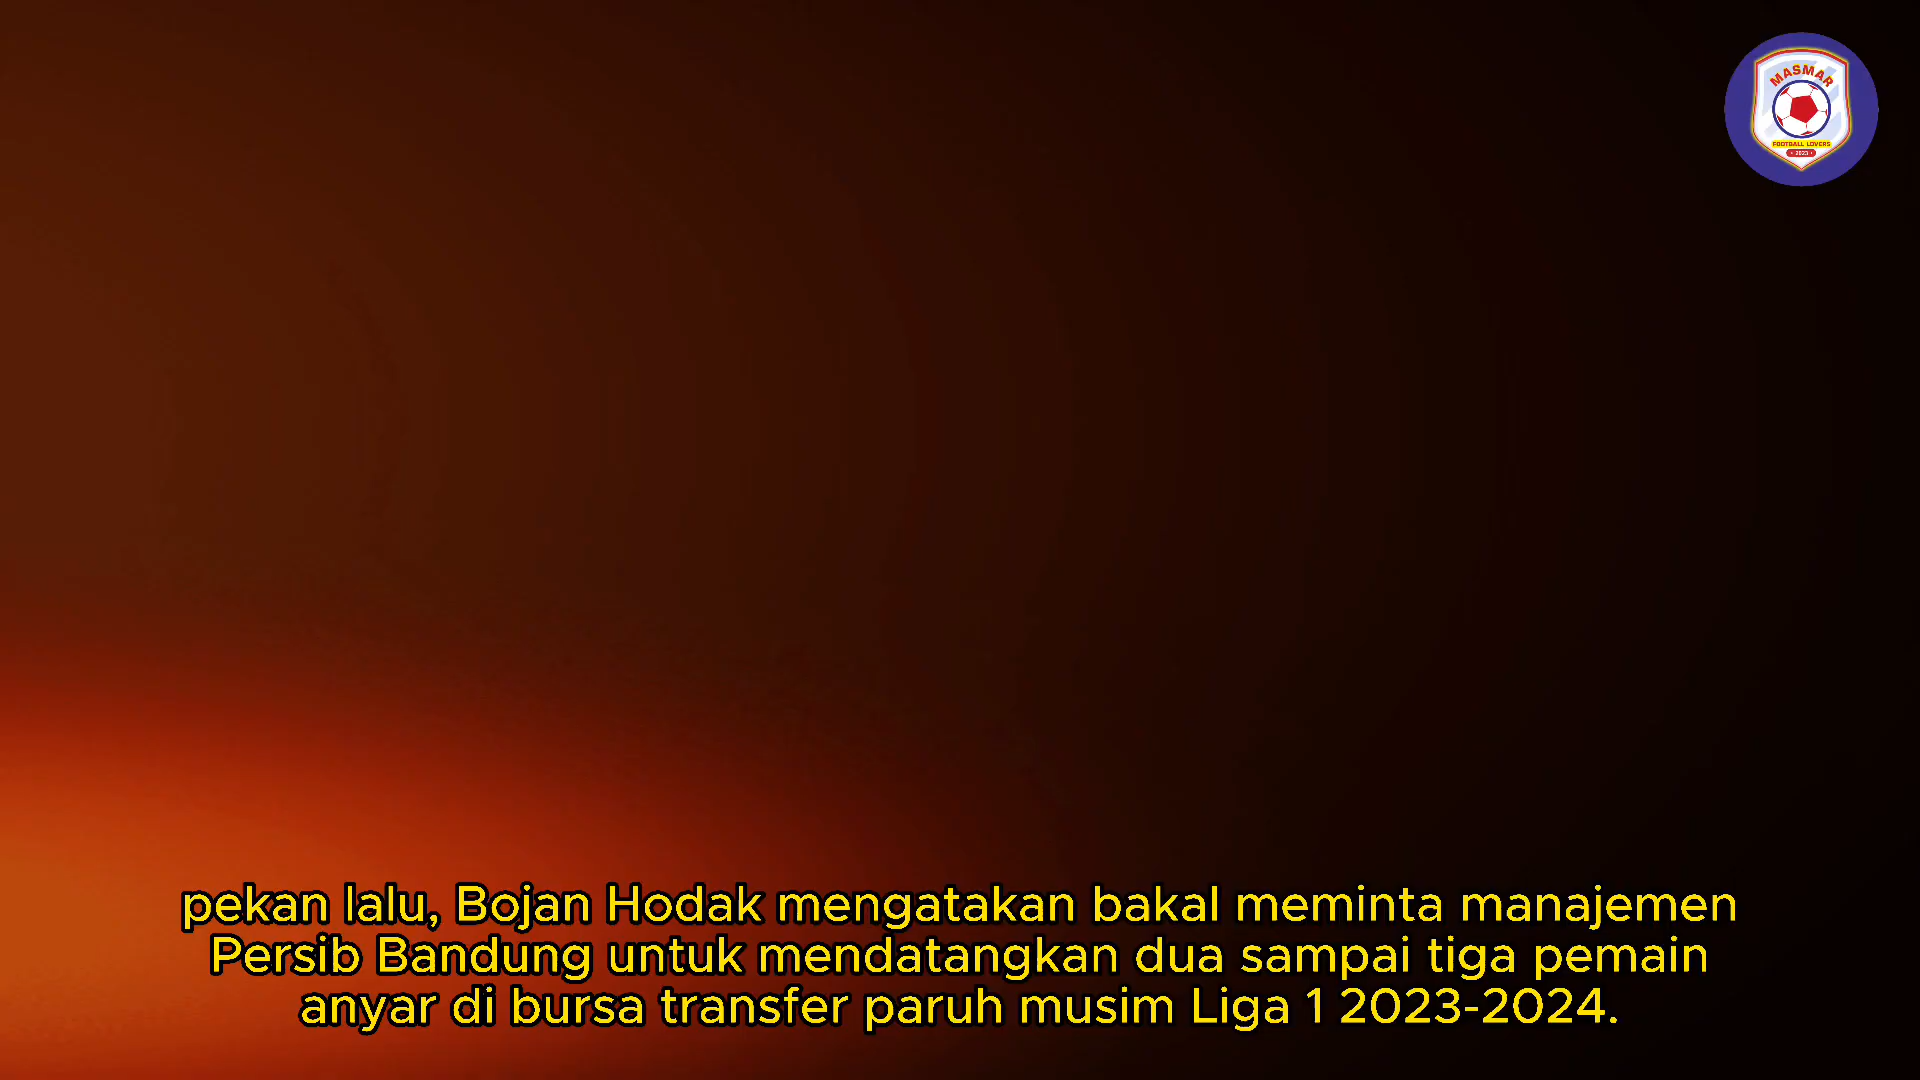 MASMAR
FOOTBALL LOVERS
• 2023 •
pekan lalu, Bojan Hodak mengatakan bakal meminta manajemen
Persib Bandung untuk mendatangkan dua sampai tiga pemain
anyar di bursa transfer paruh musim Liga 1 2023-2024.